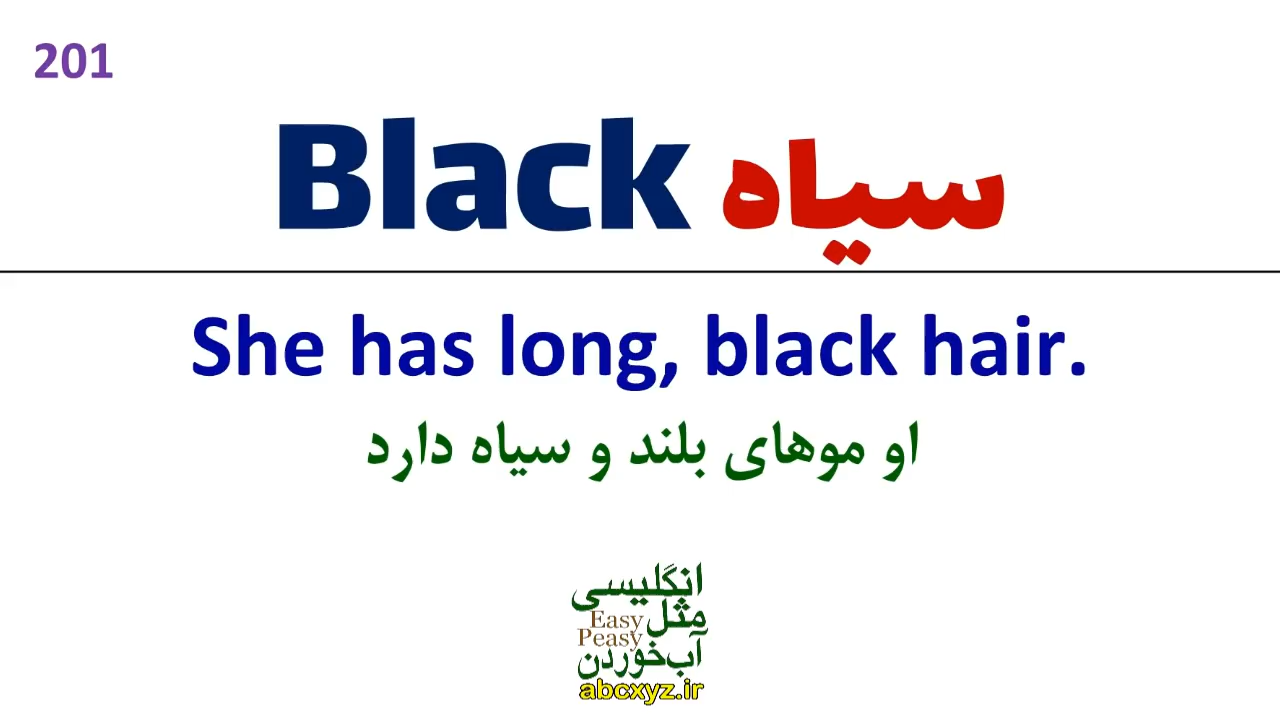 201
Black سیاه
She has long, black hair.
او موهای بلند و سیاه دارد
انگلیسی
مثل
Easy
Peasy
آب‌خوردن
abcxyz.ir